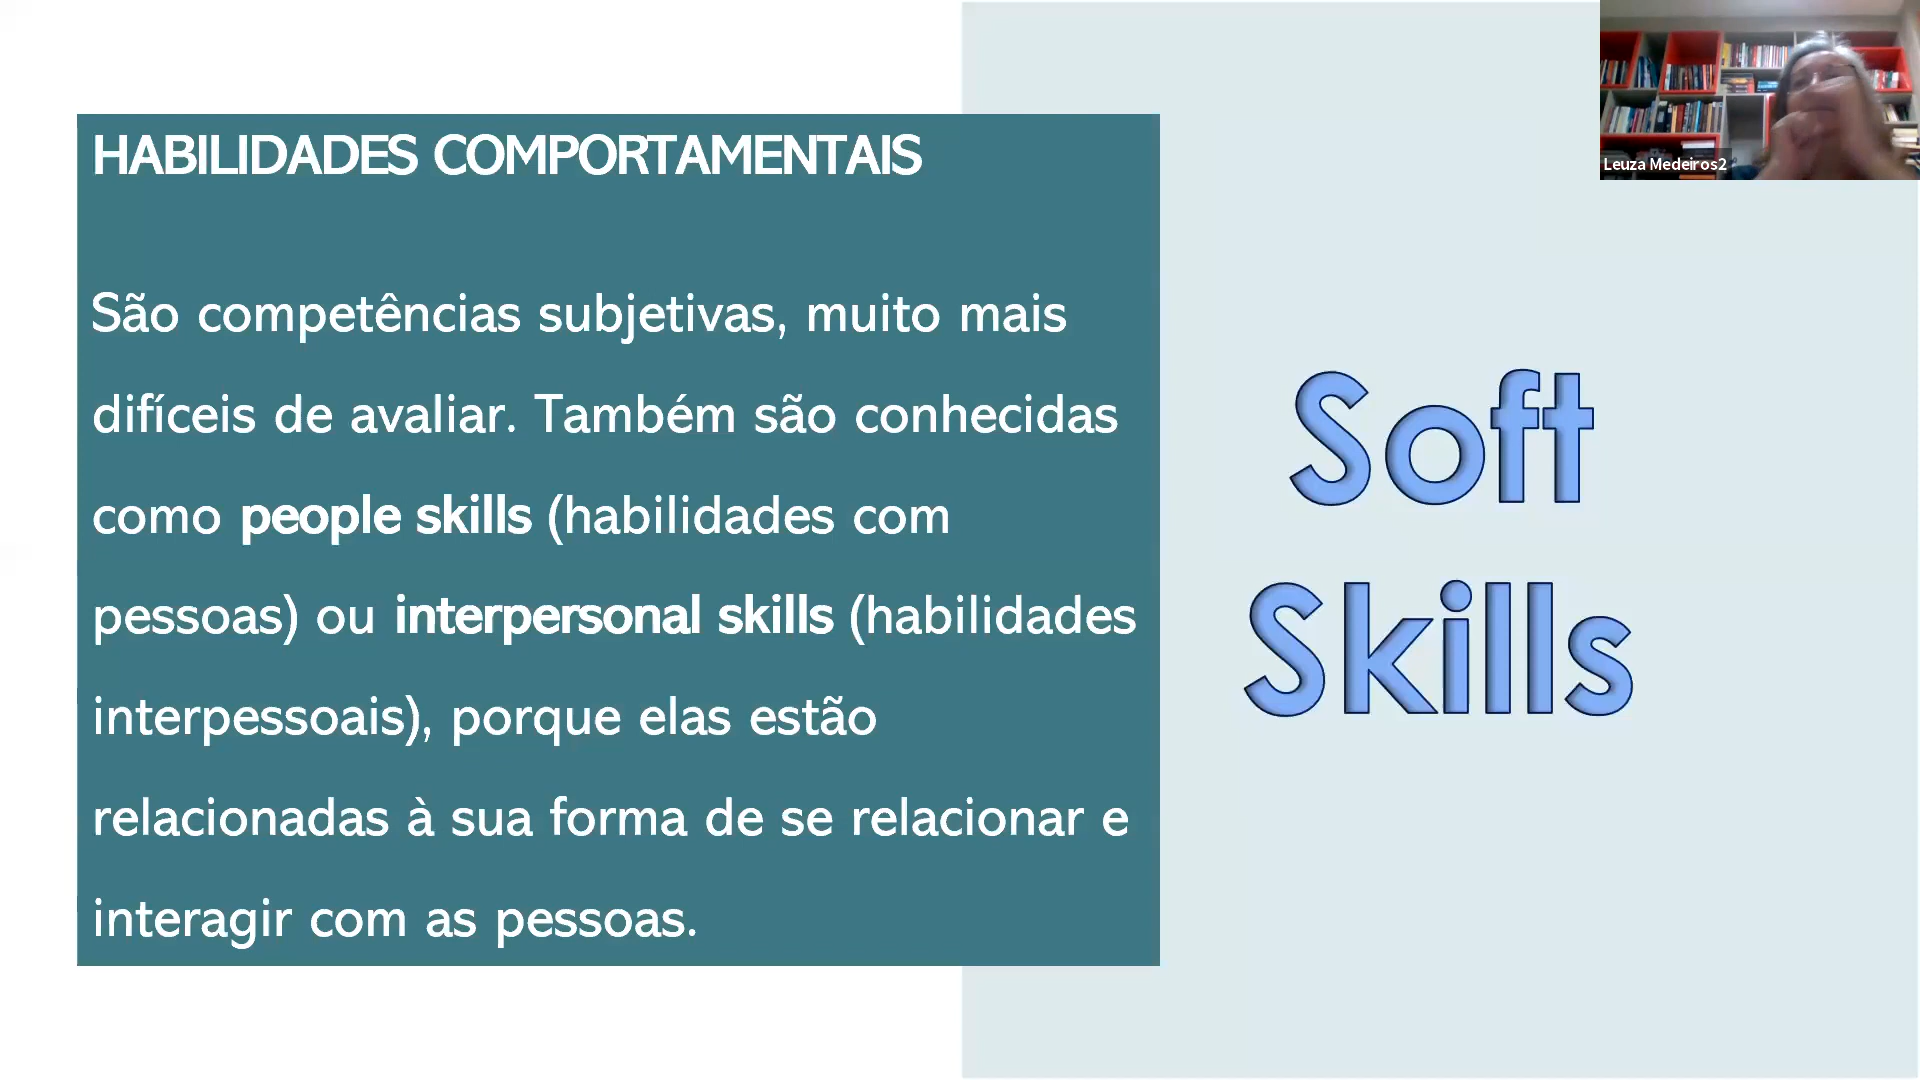 HABILIDADES COMPORTAMENTAIS
São competências subjetivas, muito mais
difíceis de avaliar. Também são conhecidas
como people skills (habilidades com
pessoas) ou interpersonal skills (habilidades
interpessoais), porque elas estão
relacionadas à sua forma de se relacionar e
interagir com as pessoas.
Soft
Skills
Leuza Medeiros2